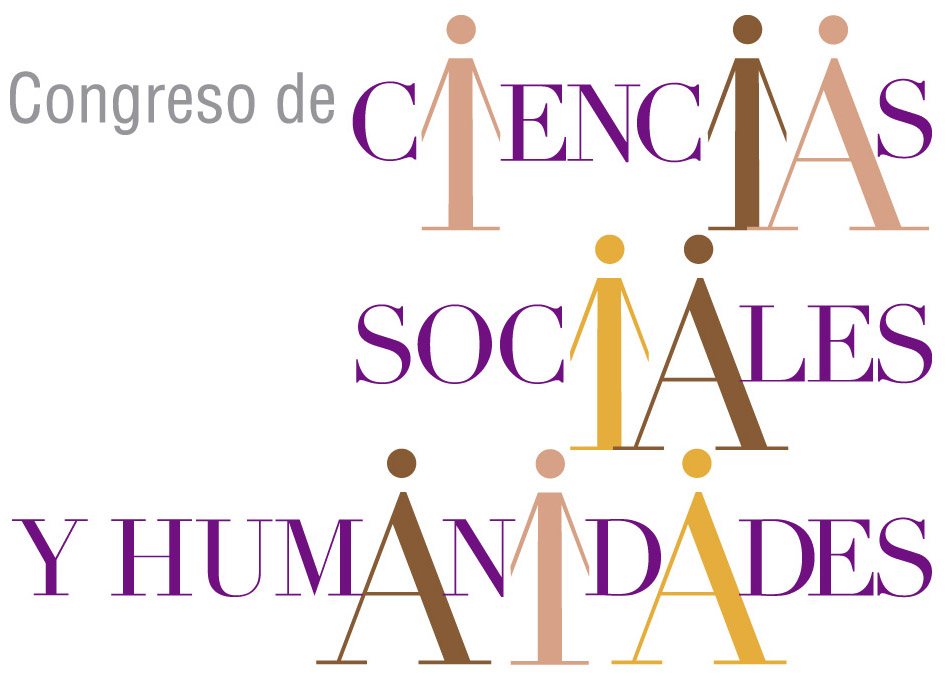 Congreso de CIENCIAS
SOCIALES
Y HUMANIDADES